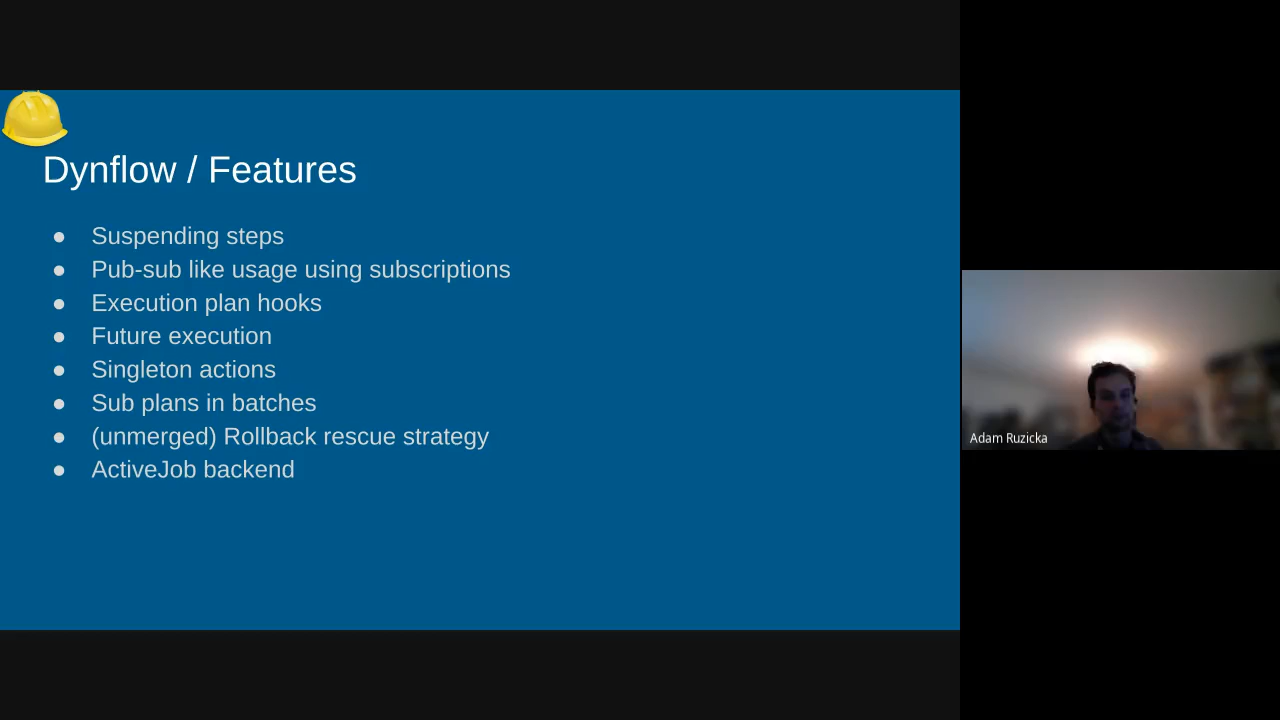 Dynflow / Features
● Suspending steps
● Pub-sub like usage using subscriptions
● Execution plan hooks
● Future execution
● Singleton actions
● Sub plans in batches
● (unmerged) Rollback rescue strategy
● ActiveJob backend
Adam Ruzicka